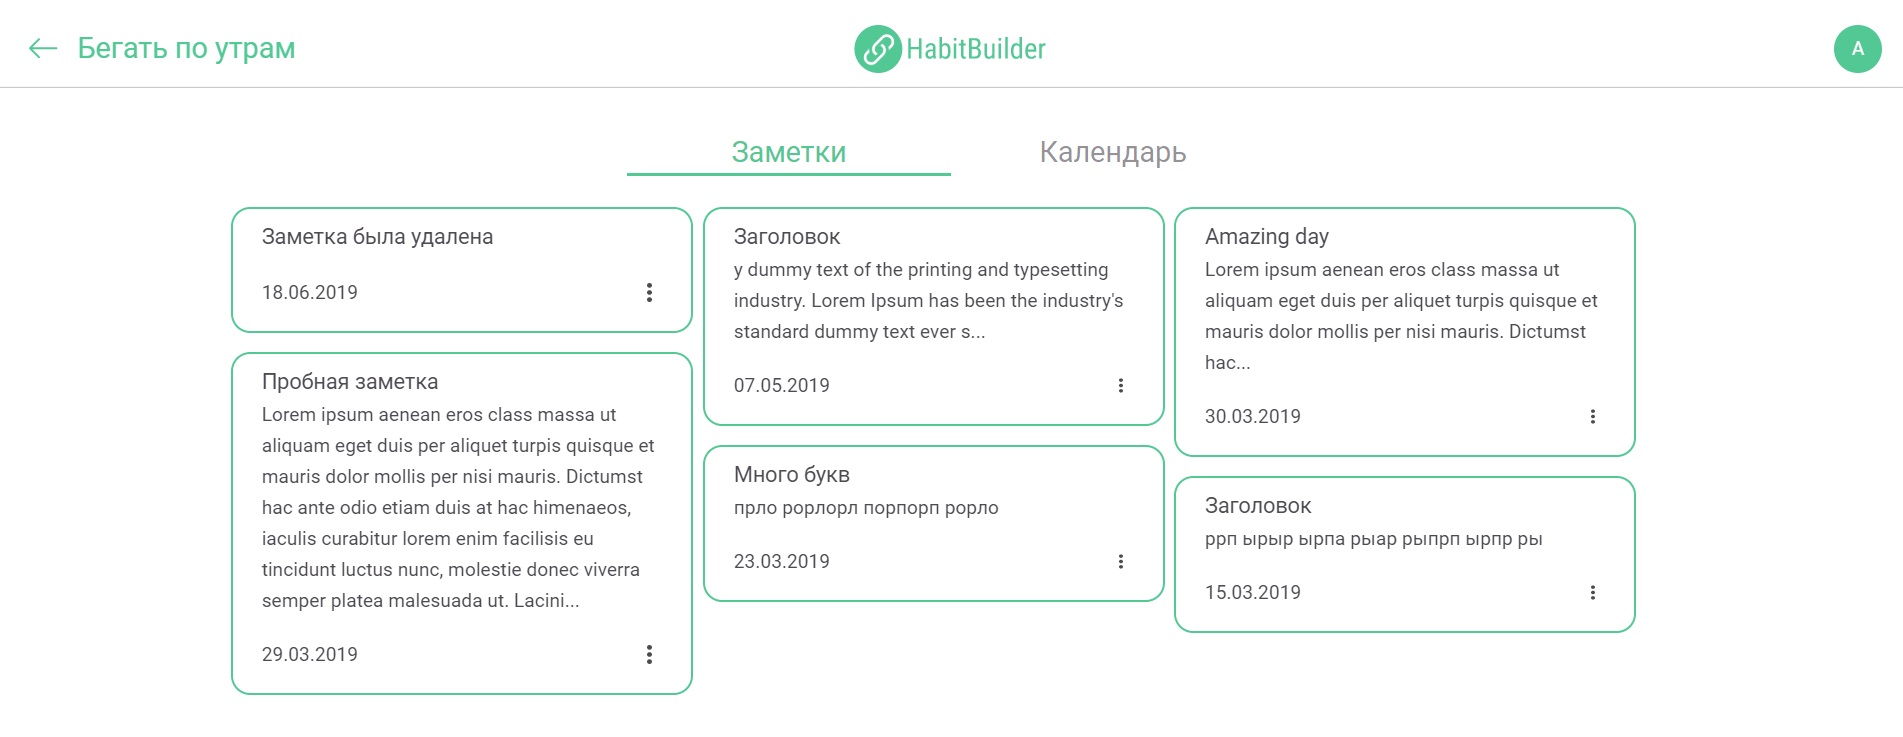 Бегать по утрам
HabitBuilder
A
Заметки
Календарь
Заметка была удалена
18.06.2019
Пробная заметка
Lorem ipsum aenean eros class massa ut
aliquam eget duis per aliquet turpis quisque et
mauris dolor mollis per nisi mauris. Dictumst
hac ante odio etiam duis at hac himenaeos,
iaculis curabitur lorem enim facilisis eu
tincidunt luctus nunc, molestie donec viverra
semper platea malesuada ut. Lacini...
29.03.2019
Заголовок
y dummy text of the printing and typesetting
industry. Lorem Ipsum has been the industry's
standard dummy text ever s...
07.05.2019
Много букв
прло рорлорл порпорп рорло
23.03.2019
Amazing day
Lorem ipsum aenean eros class massa ut
aliquam eget duis per aliquet turpis quisque et
mauris dolor mollis per nisi mauris. Dictumst
hac...
30.03.2019
Заголовок
ррп ырыр ырпа рыар рыпрп ырпр ры
15.03.2019